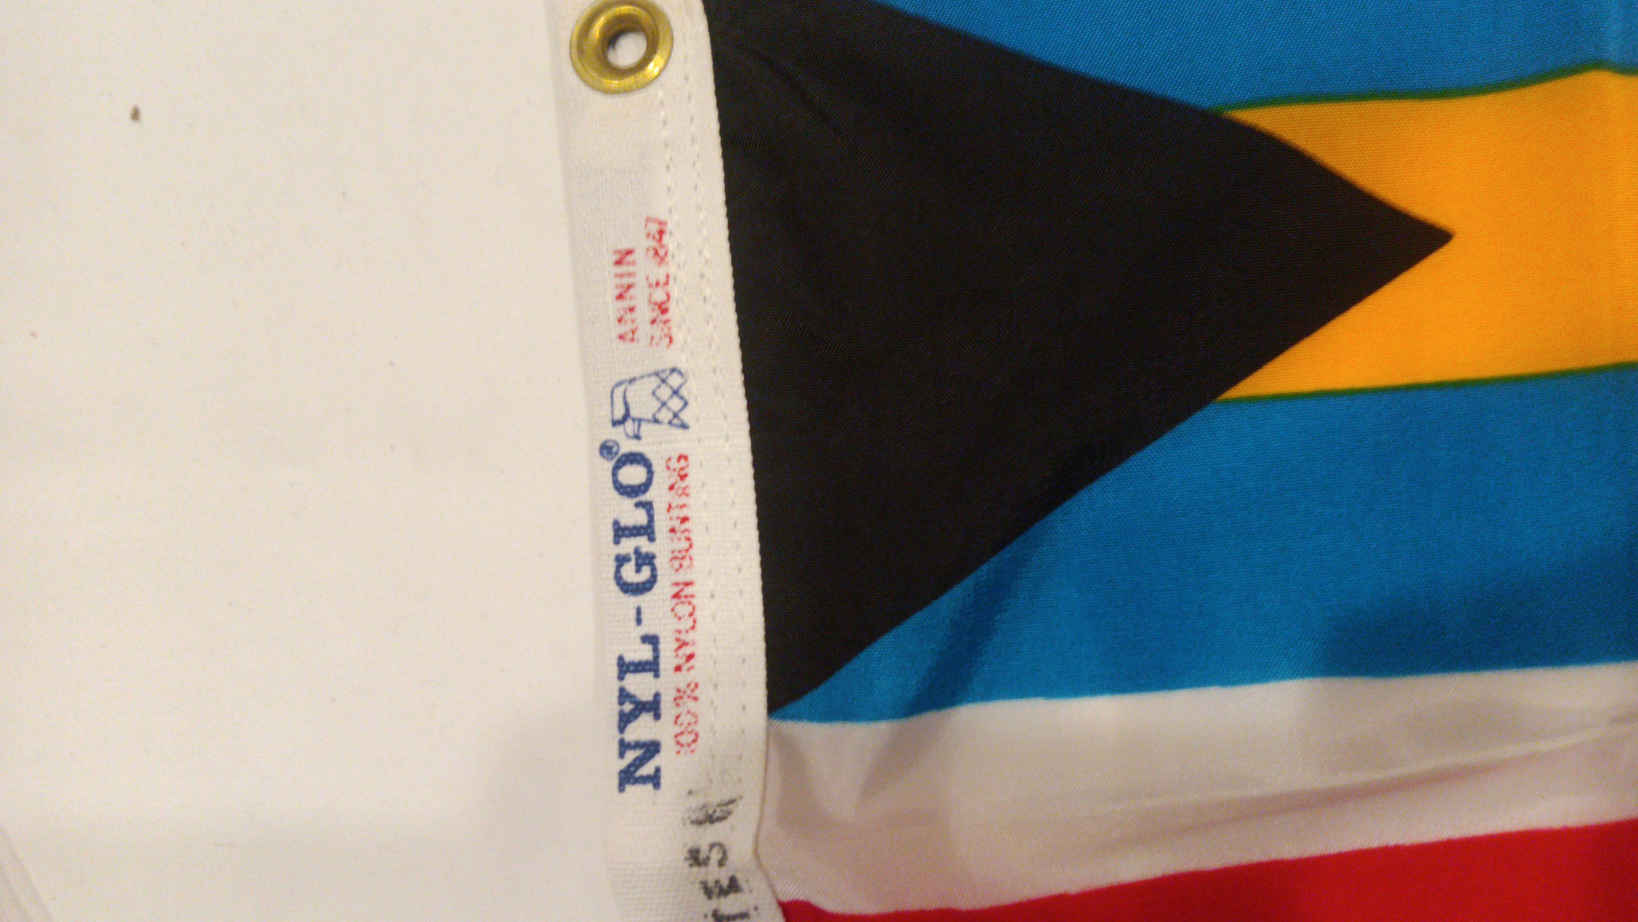 NYL-GLO®
100% NYLON BUNTING
ANNIN
SINCE 1847